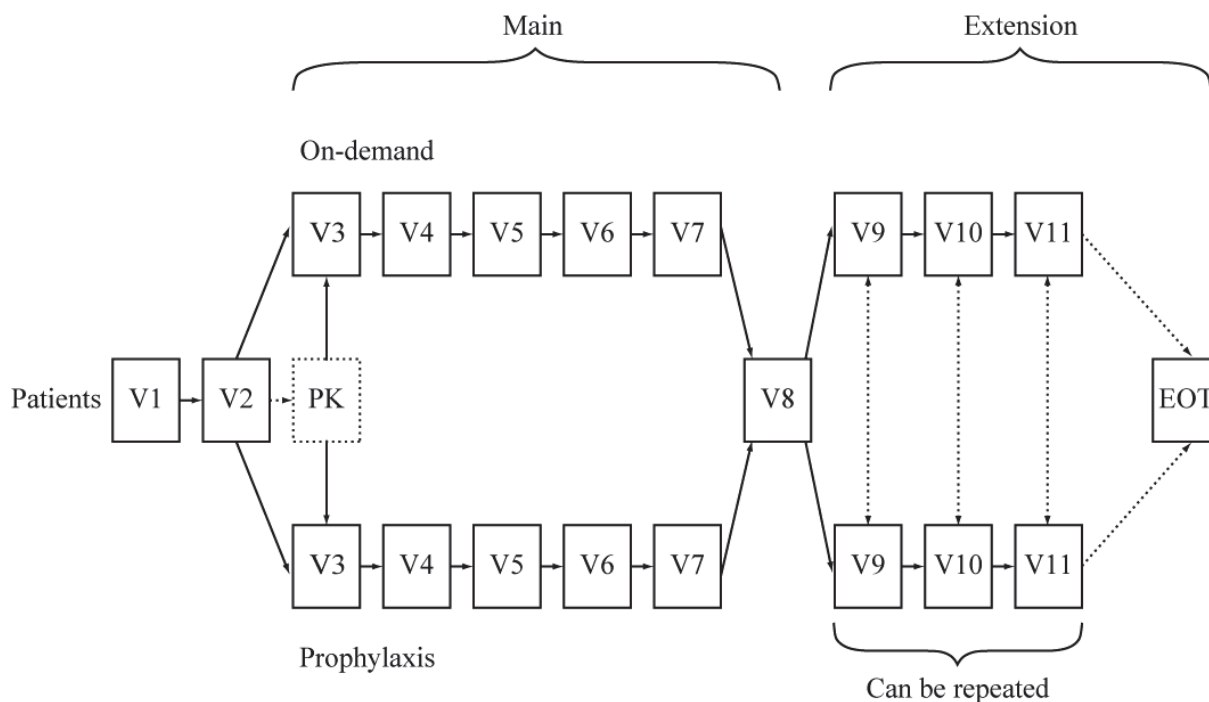 Main
Extension
On-demand
V3 V4 V5 V6 V7
V9 V10 V11
Patients V1 V2 PK
V8
EOT
V3 V4 V5 V6 V7
V9 V10 V11
Prophylaxis
Can be repeated